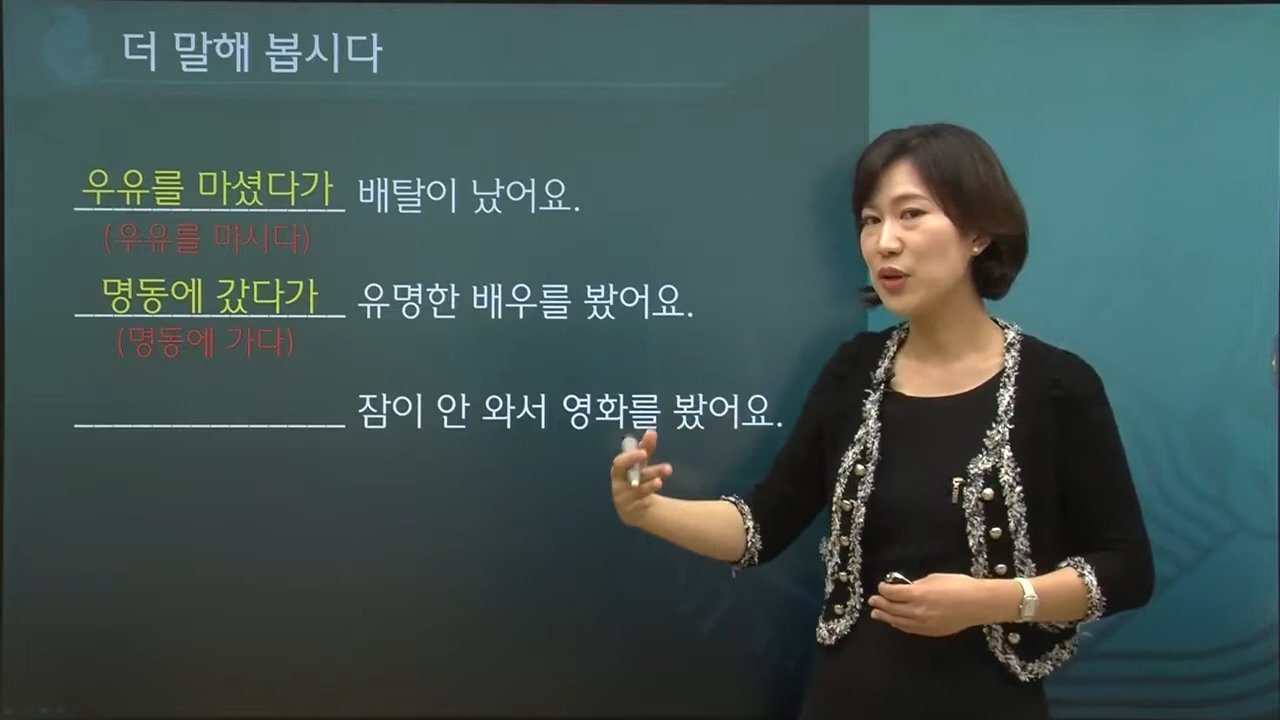 더 말해 봅시다
우유를 마셨다가 배탈이 났어요.
(우유를 마시다)
명동에 갔다가 유명한 배우를 봤어요.
(명동에 가다)
______________ 잠이 안 와서 영화를 봤어요.